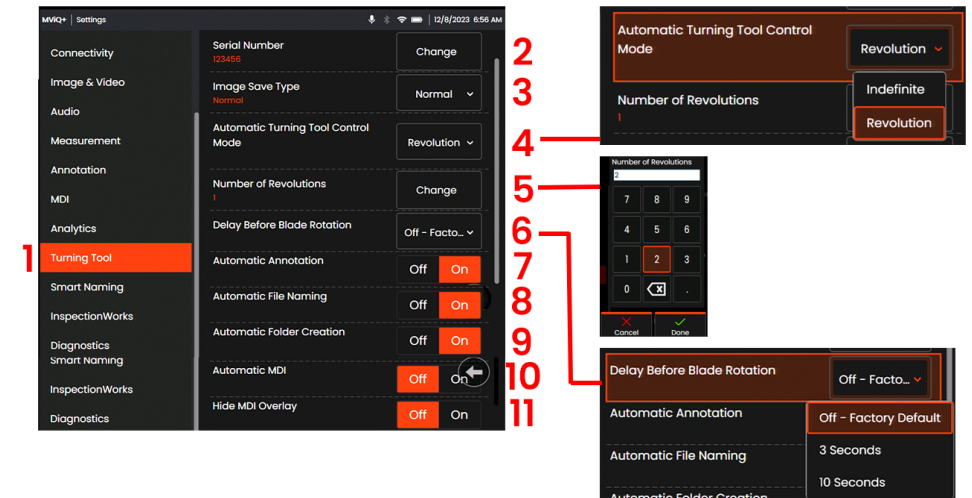 MViQ+ | Settings
12/8/2023 6:56 AM
Connectivity
Image & Video
Audio
Measurement
Annotation
MDI
Analytics
1
Turning Tool
Smart Naming
InspectionWorks
Diagnostics
Smart Naming
InspectionWorks
Diagnostics
Serial Number
123456
Change
2
Image Save Type
Normal
Normal
3
Automatic Turning Tool Control
Mode
Revolution
4
Number of Revolutions
1
Change
5
Delay Before Blade Rotation
Off - Facto...
6
Automatic Annotation
Off On
7
Automatic File Naming
Off On
8
Automatic Folder Creation
Off On
9
Automatic MDI
Off On
10
Hide MDI Overlay
Off On
11
Automatic Turning Tool Control
Mode
Revolution
Indefinite
Number of Revolutions
1
Revolution
Number of Revolutions
2
7 8 9
4 5 6
1 2 3
0 .
Cancel Done
Delay Before Blade Rotation
Off - Facto...
Automatic Annotation
Off - Factory Default
Automatic File Naming
3 Seconds
10 Seconds
Automatic Folder Creation